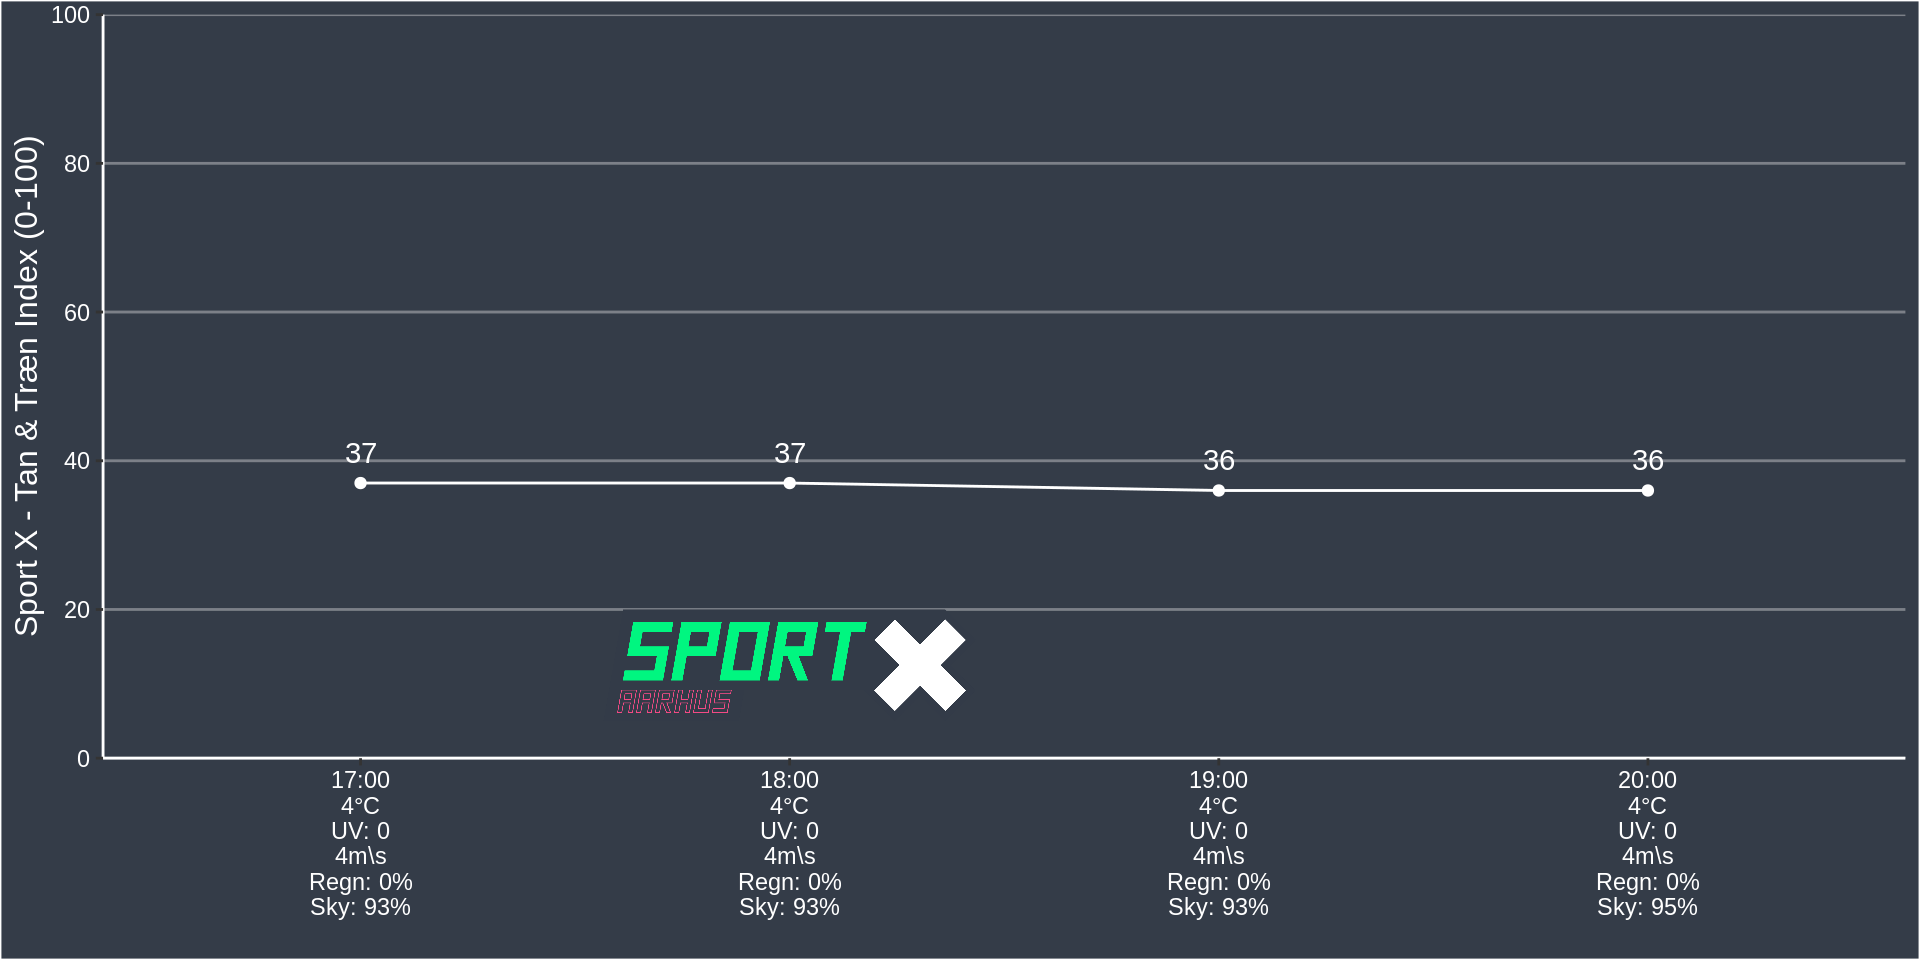 Sport X - Tan & Træn Index (0-100)
100
80
60
40
20
0
37
37
36
36
SPORT X
AARHUS
17:00
4°C
UV: 0
4m\s
Regn: 0%
Sky: 93%
18:00
4°C
UV: 0
4m\s
Regn: 0%
Sky: 93%
19:00
4°C
UV: 0
4m\s
Regn: 0%
Sky: 93%
20:00
4°C
UV: 0
4m\s
Regn: 0%
Sky: 95%